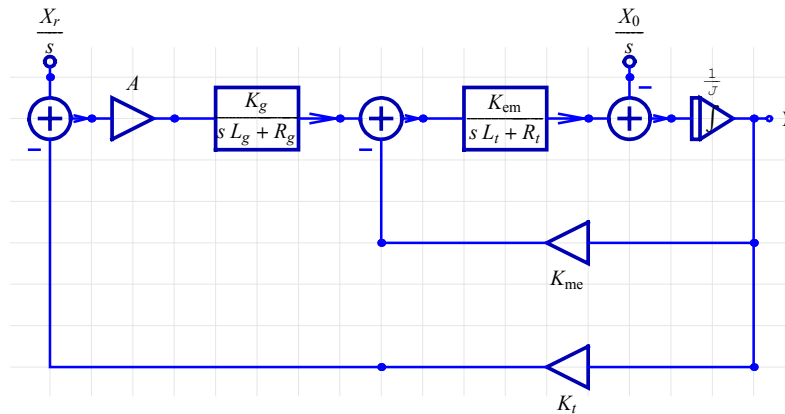 X_r
s
X_0
s
A
K_g
s L_g + R_g
K_em
s L_t + R_t
1
J
∫
Y
+
+
+
−
−
−
K_me
K_t